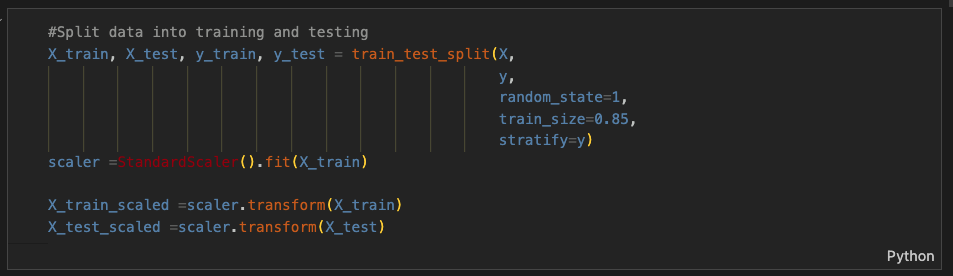 #Split data into training and testing
X_train, X_test, y_train, y_test = train_test_split(X,
y,
random_state=1,
train_size=0.85,
stratify=y)
scaler =StandardScaler().fit(X_train)
X_train_scaled =scaler.transform(X_train)
X_test_scaled =scaler.transform(X_test)
Python